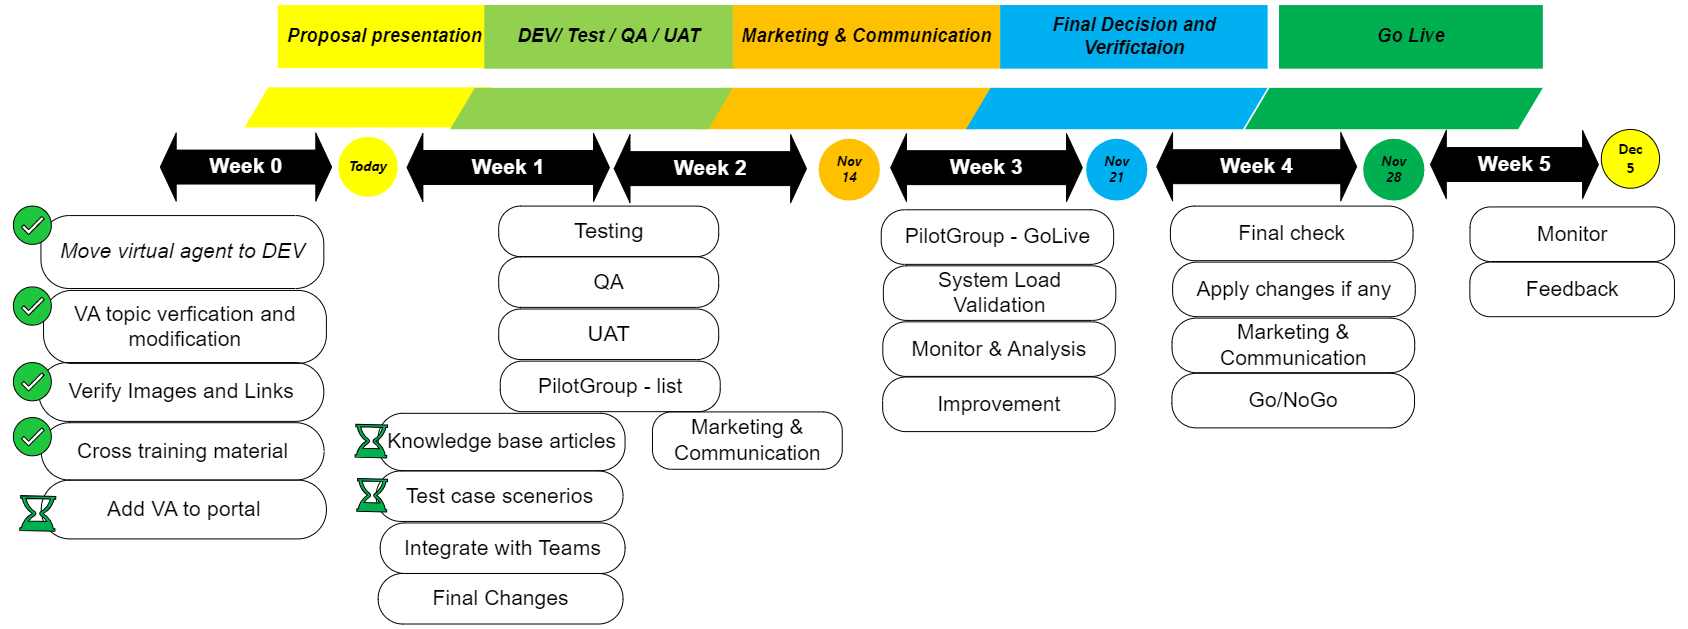 Proposal presentation
DEV/ Test / QA / UAT
Marketing & Communication
Final Decision and
Verifictaion
Go Live
Week 0
Today
Week 1
Week 2
Nov
14
Week 3
Nov
21
Week 4
Nov
28
Week 5
Dec
5
Move virtual agent to DEV
VA topic verfication and
modification
Verify Images and Links
Cross training material
Add VA to portal
Testing
QA
UAT
PilotGroup - list
Knowledge base articles
Test case scenerios
Integrate with Teams
Final Changes
Marketing &
Communication
PilotGroup - GoLive
System Load
Validation
Monitor & Analysis
Improvement
Final check
Apply changes if any
Marketing &
Communication
Go/NoGo
Monitor
Feedback